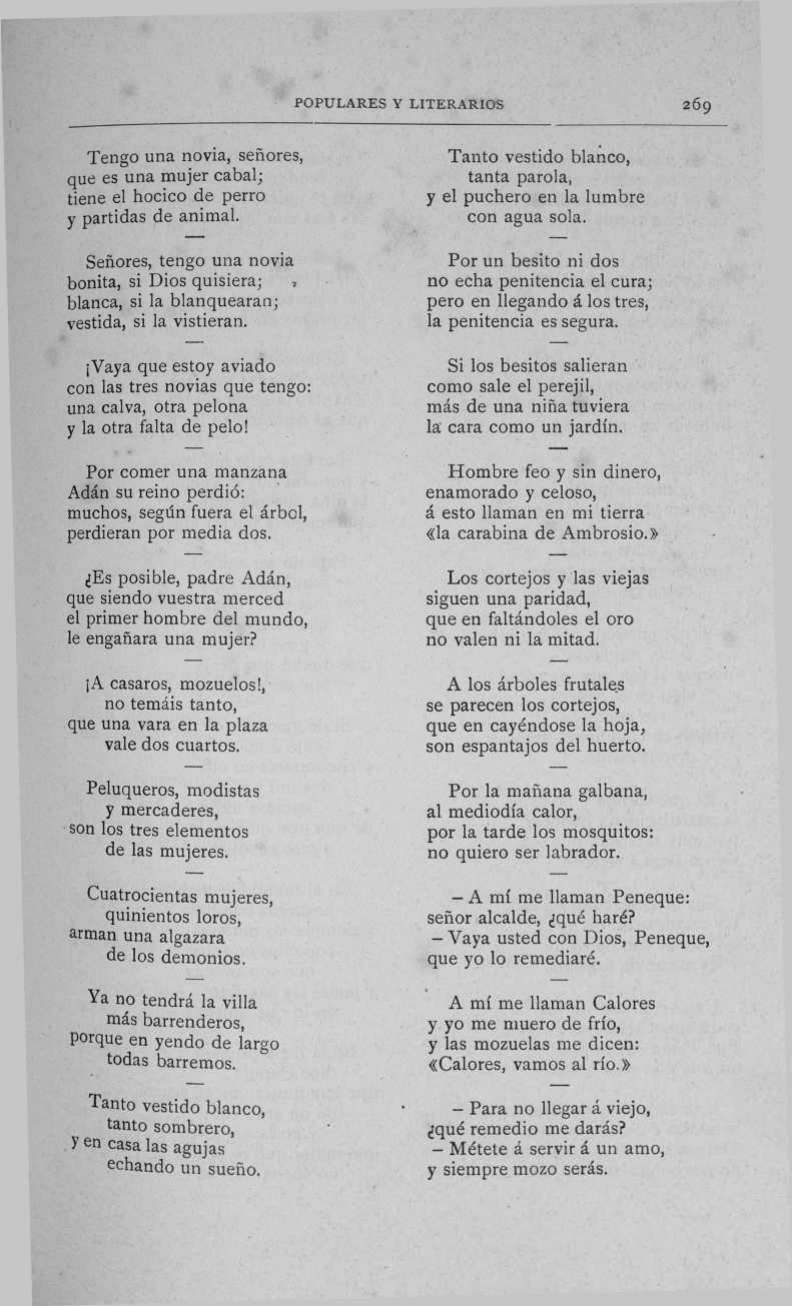 POPULARES Y LITERARIOS 269
Tengo una novia, señores,
que es una mujer cabal;
tiene el hocico de perro
y partidas de animal.
Señores, tengo una novia
bonita, si Dios quisiera;
blanca, si la blanquearan;
vestida, si la vistieran.
¡Vaya que estoy aviado
con las tres novias que tengo:
una calva, otra pelona
y la otra falta de pelo!
Por comer una manzana
Adán su reino perdió:
muchos, según fuera el árbol,
perdieran por media dos.
¿Es posible, padre Adán,
que siendo vuestra merced
el primer hombre del mundo,
le engañara una mujer?
¡A casaros, mozuelos!,
no temáis tanto,
que una vara en la plaza
vale dos cuartos.
Peluqueros, modistas
y mercaderes,
son los tres elementos
de las mujeres.
Cuatrocientas mujeres,
quinientos loros,
arman una algazara
de los demonios.
Ya no tendrá la villa
más barrenderos,
porque en yendo de largo
todas barremos.
Tanto vestido blanco,
tanto sombrero,
y en casa las agujas
echando un sueño.
Tanto vestido blanco,
tanta parola,
y el puchero en la lumbre
con agua sola.
Por un besito ni dos
no echa penitencia el cura;
pero en llegando á los tres,
la penitencia es segura.
Si los besitos salieran
como sale el perejil,
más de una niña tuviera
la cara como un jardín.
Hombre feo y sin dinero,
enamorado y celoso,
á esto llaman en mi tierra
«la carabina de Ambrosio.»
Los cortejos y las viejas
siguen una paridad,
que en faltándoles el oro
no valen ni la mitad.
A los árboles frutales
se parecen los cortejos,
que en cayéndose la hoja,
son espantajos del huerto.
Por la mañana galbana,
al mediodía calor,
por la tarde los mosquitos:
no quiero ser labrador.
– A mí me llaman Peneque:
señor alcalde, ¿qué haré?
– Vaya usted con Dios, Peneque,
que yo lo remediaré.
A mí me llaman Calores
y yo me muero de frío,
y las mozuelas me dicen:
«Calores, vamos al río.»
– Para no llegar á viejo,
¿qué remedio me darás?
– Métete á servir á un amo,
y siempre mozo serás.